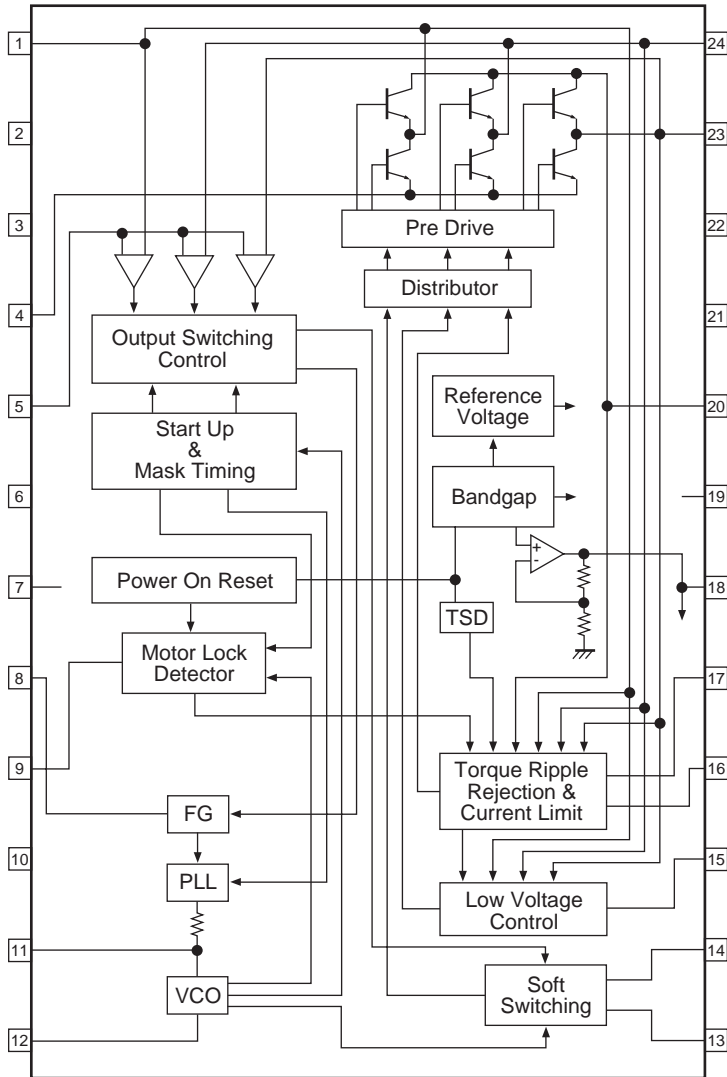 1
24
2
23
3
22
Pre Drive
Distributor
4
21
Output Switching
Control
5
20
Reference
Voltage
Start Up
&
Mask Timing
6
19
Bandgap
+
-
7
18
Power On Reset
TSD
Motor Lock
Detector
8
17
9
16
Torque Ripple
Rejection &
Current Limit
FG
10
15
PLL
Low Voltage
Control
11
14
VCO
Soft
Switching
12
13